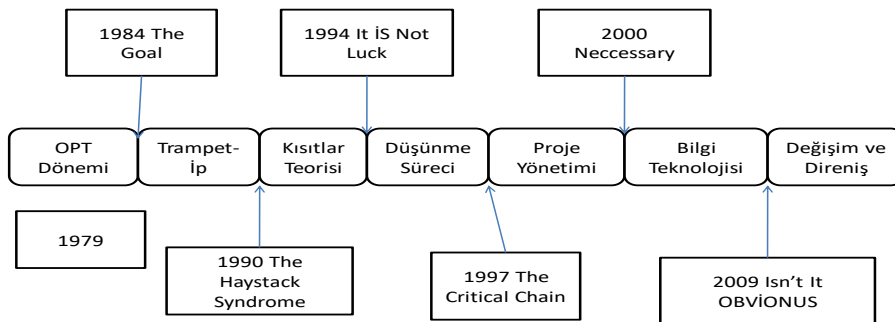 1984 The
Goal
1994 It İS Not
Luck
2000
Neccessary
OPT
Dönemi
Trampet-
İp
Kısıtlar
Teorisi
Düşünme
Süreci
Proje
Yönetimi
Bilgi
Teknolojisi
Değişim ve
Direniş
1979
1990 The
Haystack
Syndrome
1997 The
Critical Chain
2009 Isn’t It
OBVİONUS